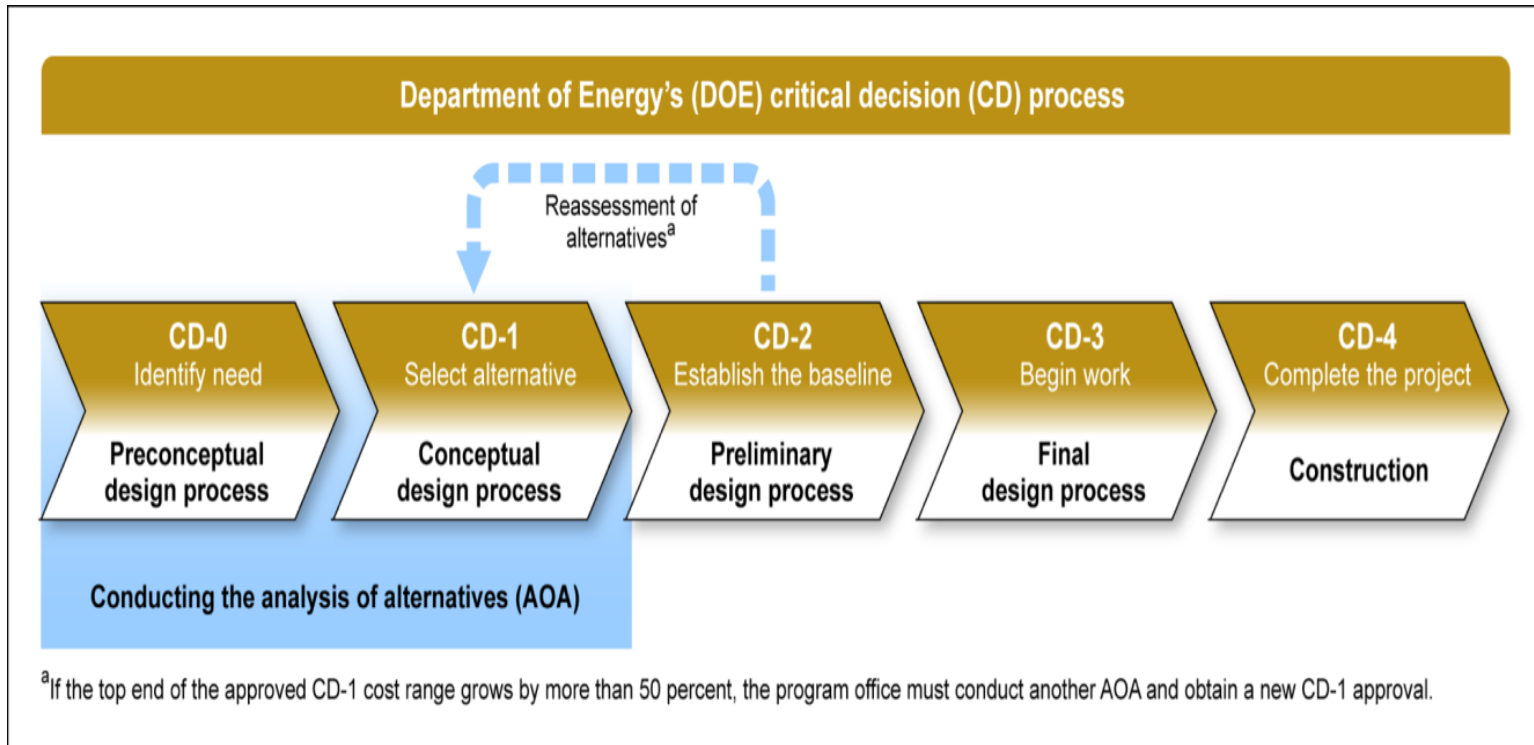 Department of Energy’s (DOE) critical decision (CD) process
Reassessment of
alternativesa
CD-0
Identify need
Preconceptual
design process
CD-1
Select alternative
Conceptual
design process
CD-2
Establish the baseline
Preliminary
design process
CD-3
Begin work
Final
design process
CD-4
Complete the project
Construction
Conducting the analysis of alternatives (AOA)
aIf the top end of the approved CD-1 cost range grows by more than 50 percent, the program office must conduct another AOA and obtain a new CD-1 approval.